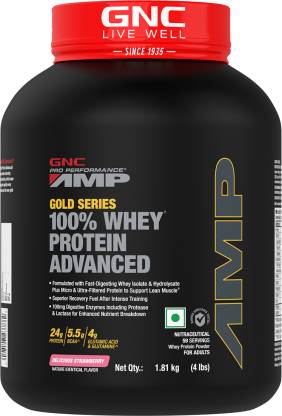 GNC
LIVE WELL
SINCE 1935
GNC
PRO PERFORMANCE®
AMP
GOLD SERIES
100% WHEY
PROTEIN
ADVANCED
• Formulated with Fast-Digesting Whey Isolate & Hydrolysate
Plus Micro & Ultra-Filtered Protein to Support Lean Muscle
• Superior Recovery Fuel After Intense Training
• 100mg Digestive Enzymes including Protease
& Lactase for Enhanced Nutrient Breakdown
24g
PROTEIN
5.5g
BCAA
4g
GLUTAMIC ACID
& GLUTAMINE
DELICIOUS STRAWBERRY
NATURE IDENTICAL FLAVOR
NUTRACEUTICAL
59 SERVINGS
Whey Protein Powder
FOR ADULTS
Net Qty.: 1.81 kg (4 lbs)
AMP